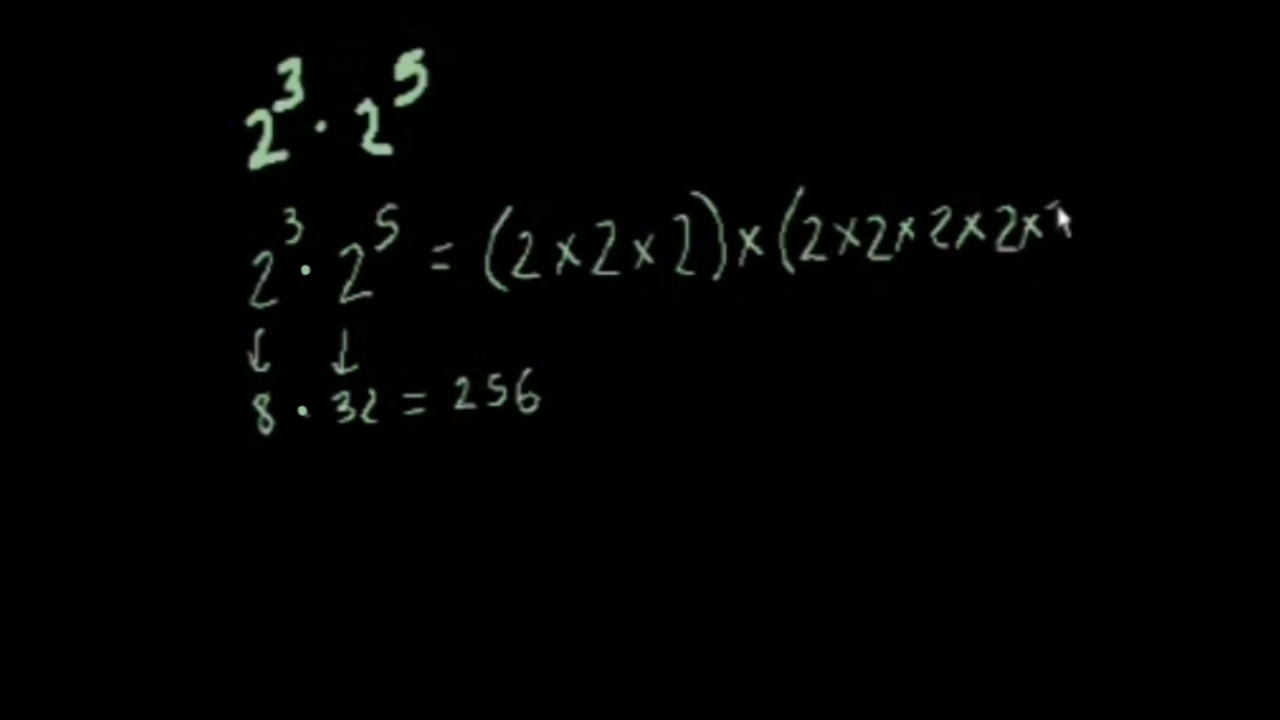 2³ · 2⁵
2³ · 2⁵ = (2 × 2 × 2) × (2 × 2 × 2 × 2 ×
↓ ↓
8 · 32 = 256